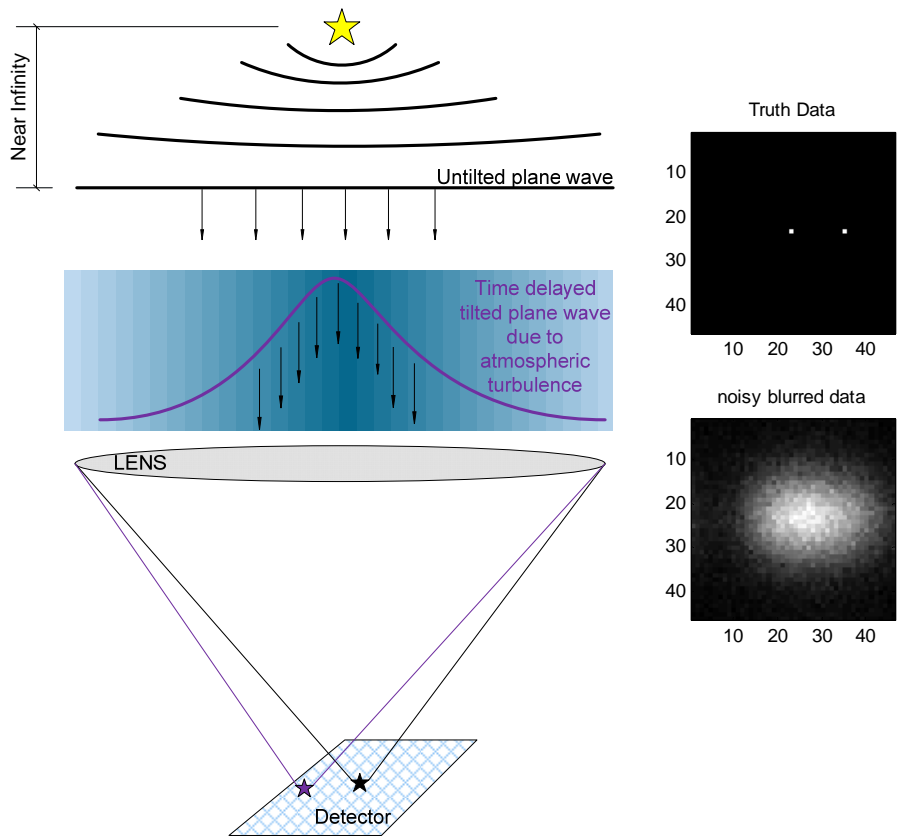 Near Infinity
Untilted plane wave
Time delayed
tilted plane wave
due to
atmospheric
turbulence
LENS
Detector
Truth Data
10
20
30
40
10 20 30 40
noisy blurred data
10
20
30
40
10 20 30 40